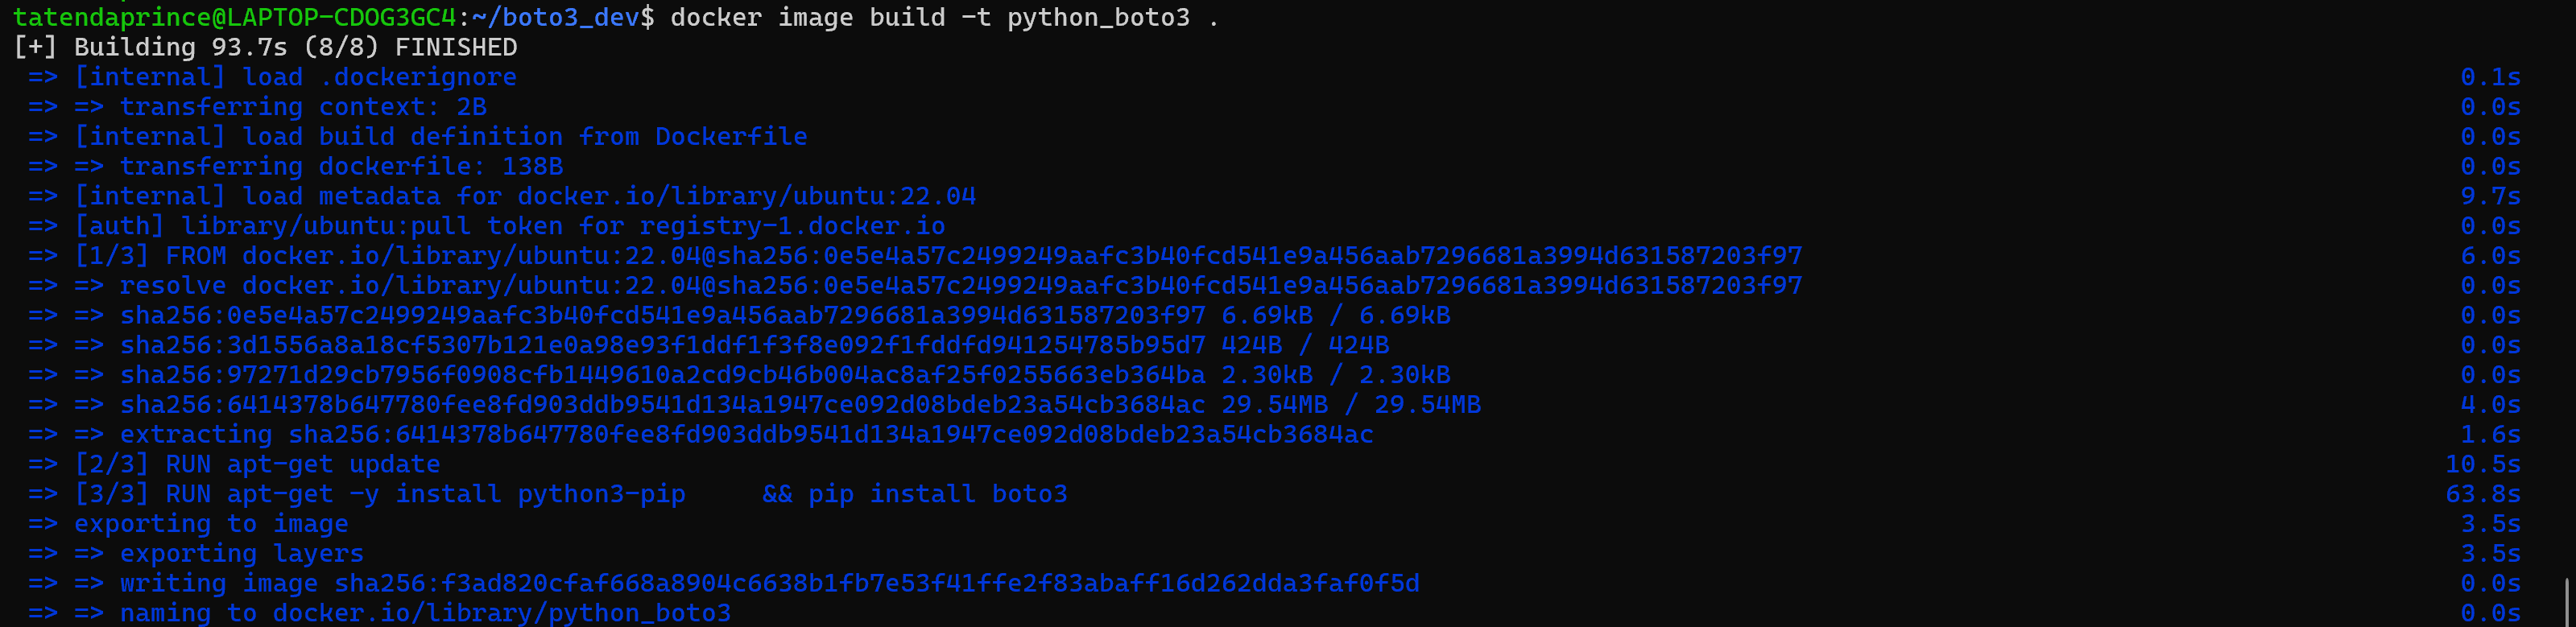 tatendaprince@LAPTOP-CDOG3GC4:~/boto3_dev$ docker image build -t python_boto3 .
[+] Building 93.7s (8/8) FINISHED
=> [internal] load .dockerignore 0.1s
=> => transferring context: 2B 0.0s
=> [internal] load build definition from Dockerfile 0.0s
=> => transferring dockerfile: 138B 0.0s
=> [internal] load metadata for docker.io/library/ubuntu:22.04 9.7s
=> [auth] library/ubuntu:pull token for registry-1.docker.io 0.0s
=> [1/3] FROM docker.io/library/ubuntu:22.04@sha256:0e5e4a57c2499249aafc3b40fcd541e9a456aab7296681a3994d631587203f97 6.0s
=> => resolve docker.io/library/ubuntu:22.04@sha256:0e5e4a57c2499249aafc3b40fcd541e9a456aab7296681a3994d631587203f97 0.0s
=> => sha256:0e5e4a57c2499249aafc3b40fcd541e9a456aab7296681a3994d631587203f97 6.69kB / 6.69kB 0.0s
=> => sha256:3d1556a8a18cf5307b121e0a98e93f1ddf1f3f8e092f1fddfd941254785b95d7 424B / 424B 0.0s
=> => sha256:97271d29cb7956f0908cfb1449610a2cd9cb46b004ac8af25f0255663eb364ba 2.30kB / 2.30kB 0.0s
=> => sha256:6414378b647780fee8fd903ddb9541d134a1947ce092d08bdeb23a54cb3684ac 29.54MB / 29.54MB 4.0s
=> => extracting sha256:6414378b647780fee8fd903ddb9541d134a1947ce092d08bdeb23a54cb3684ac 1.6s
=> [2/3] RUN apt-get update 10.5s
=> [3/3] RUN apt-get -y install python3-pip     && pip install boto3 63.8s
=> exporting to image 3.5s
=> => exporting layers 3.5s
=> => writing image sha256:f3ad820cfaf668a8904c6638b1fb7e53f41ffe2f83abaff16d262dda3faf0f5d 0.0s
=> => naming to docker.io/library/python_boto3 0.0s